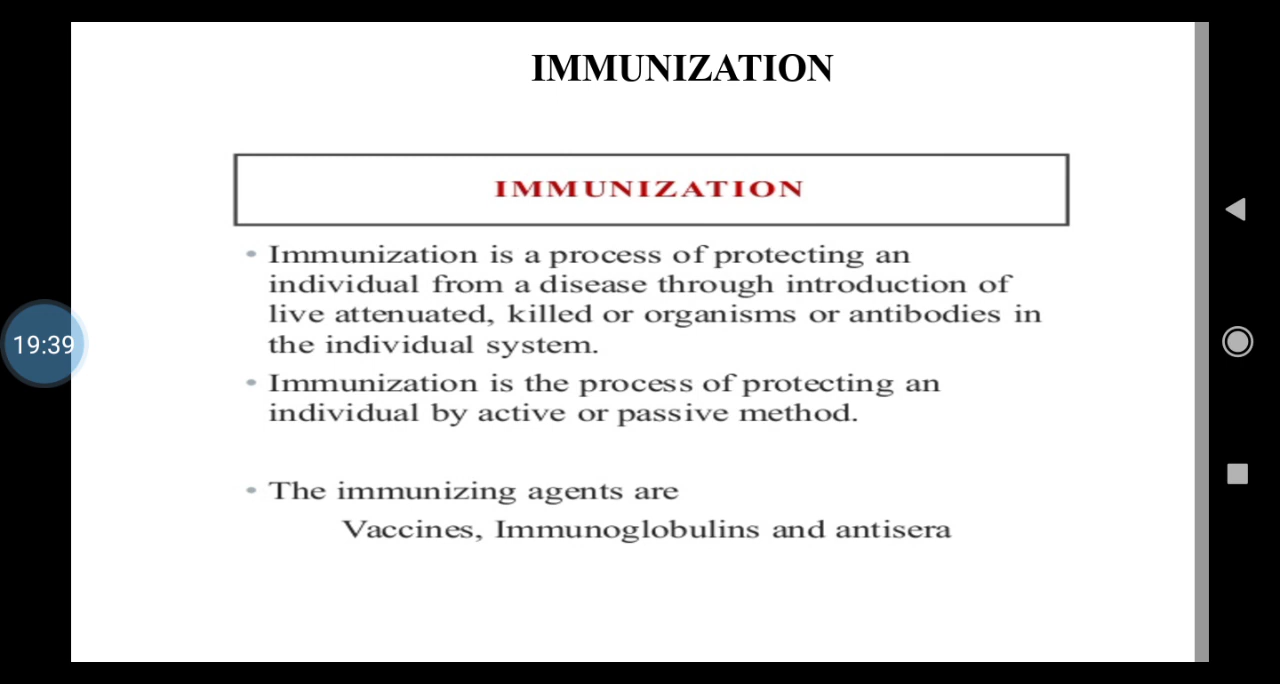 IMMUNIZATION
IMMUNIZATION
• Immunization is a process of protecting an
individual from a disease through introduction of
live attenuated, killed or organisms or antibodies in
the individual system.
• Immunization is the process of protecting an
individual by active or passive method.
• The immunizing agents are
Vaccines, Immunoglobulins and antisera
19:39